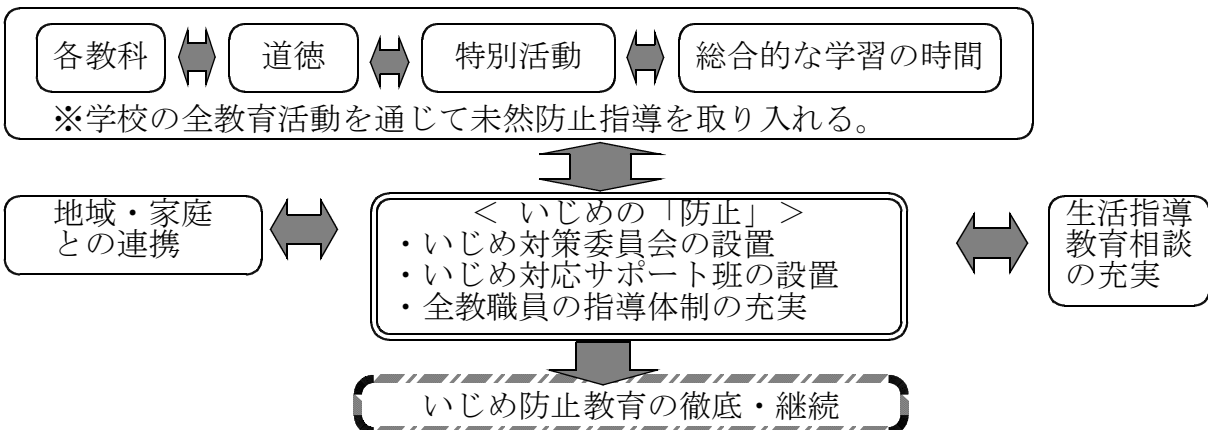 各教科 道徳 特別活動 総合的な学習の時間
※学校の全教育活動を通じて未然防止指導を取り入れる。
地域・家庭
との連携
< いじめの「防止」 >
・いじめ対策委員会の設置
・いじめ対応サポート班の設置
・全教職員の指導体制の充実
生活指導
教育相談
の充実
いじめ防止教育の徹底・継続